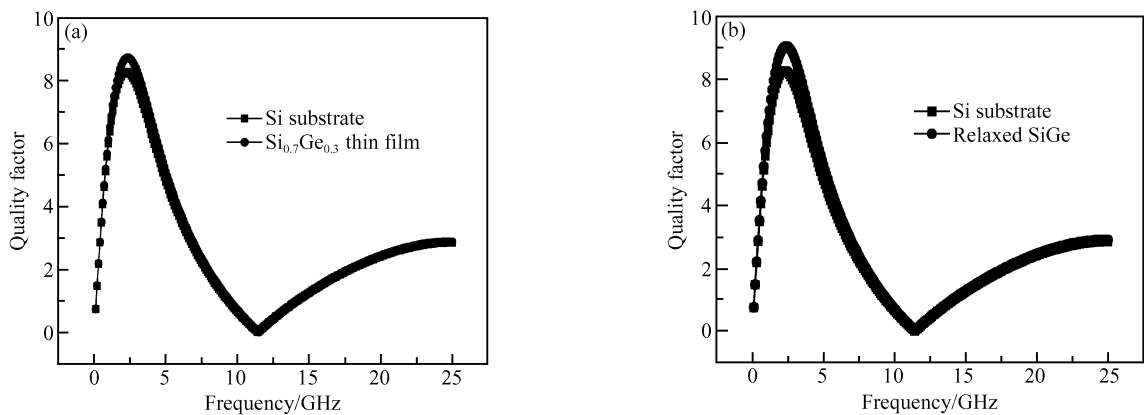 (a)
10
8
6
4
2
0
Quality factor
Si substrate
Si0.7Ge0.3 thin film
0 5 10 15 20 25
Frequency/GHz
(b)
10
8
6
4
2
0
Quality factor
Si substrate
Relaxed SiGe
0 5 10 15 20 25
Frequency/GHz